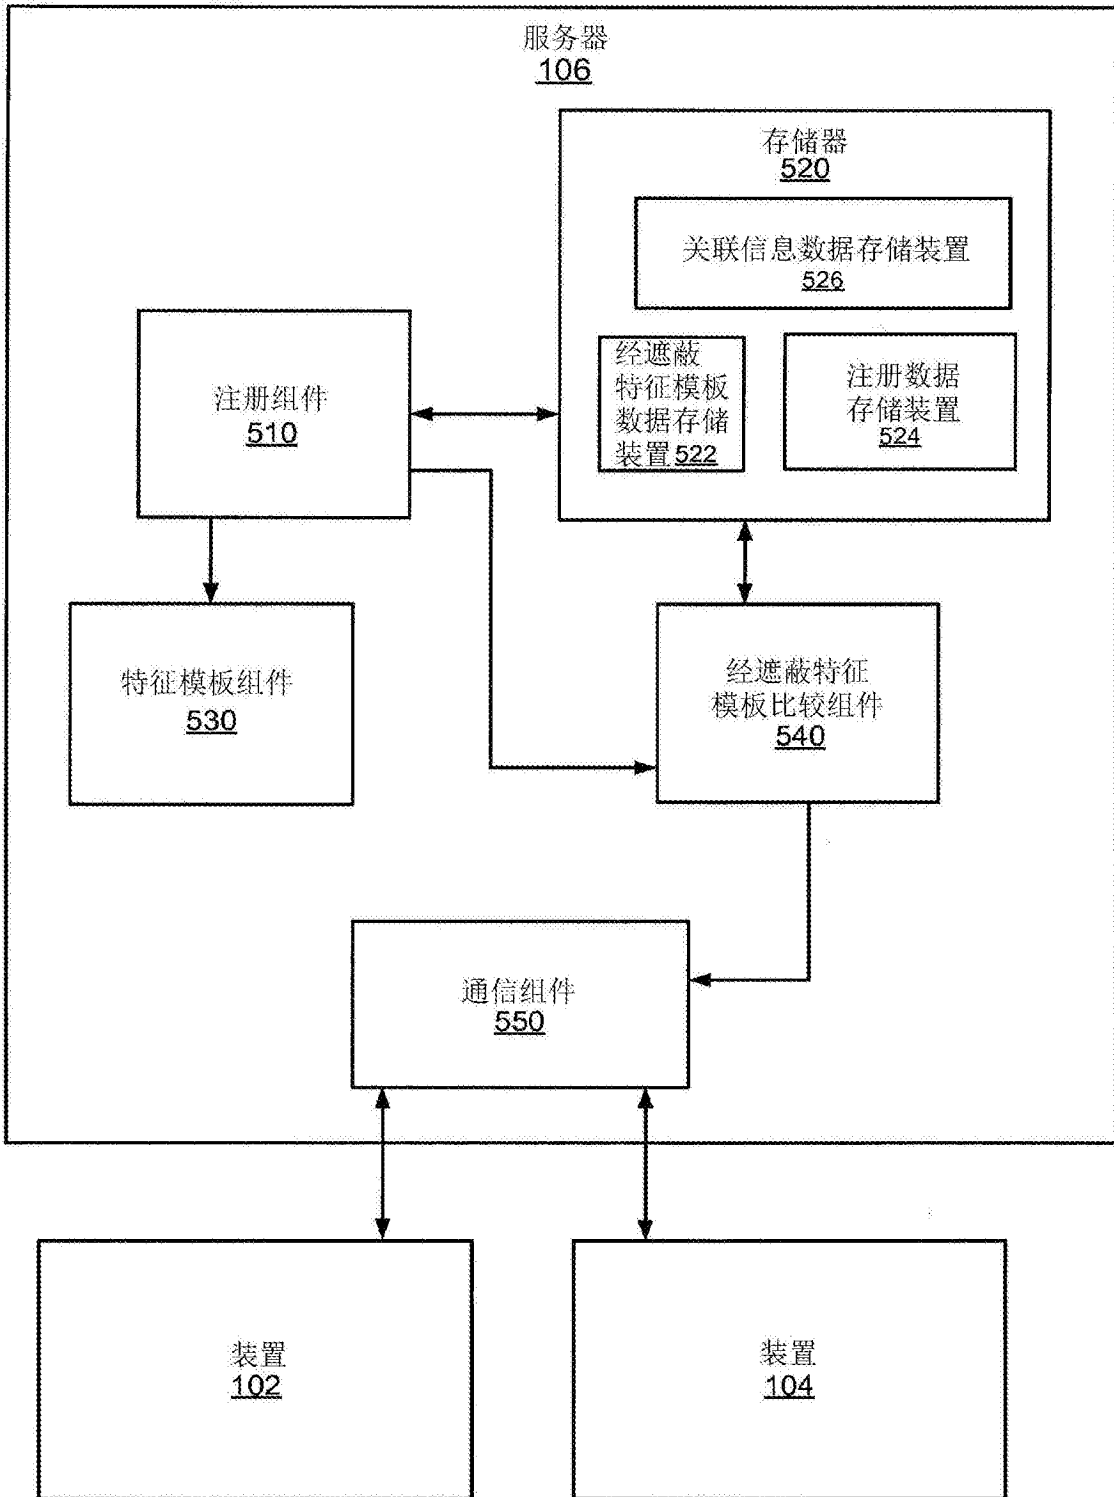 服务器
106
存储器
520
关联信息数据存储装置
526
经遮蔽
特征模板
数据存储
装置522
注册数据
存储装置
524
注册组件
510
特征模板组件
530
经遮蔽特征
模板比较组件
540
通信组件
550
装置
102
装置
104